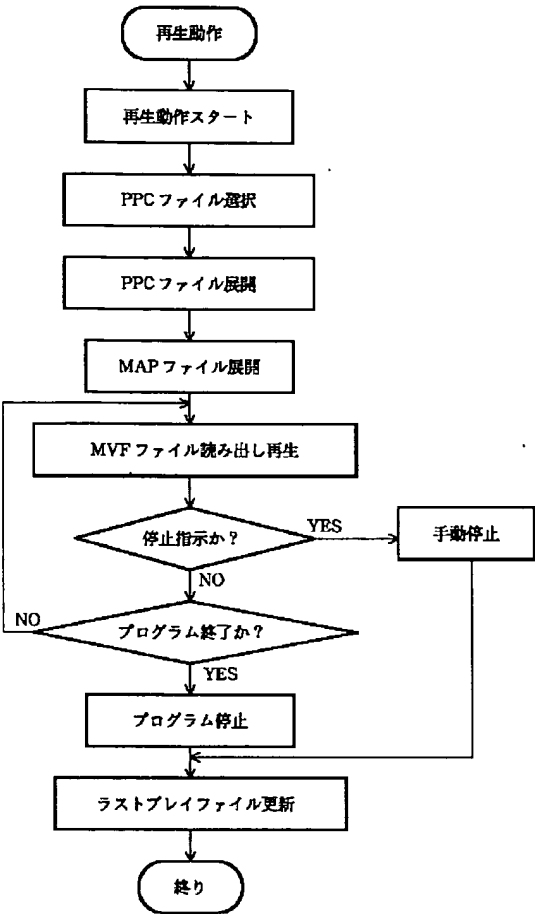 再生動作
再生動作スタート
PPCファイル選択
PPCファイル展開
MAPファイル展開
MVFファイル読み出し再生
停止指示か？
YES
手動停止
NO
プログラム終了か？
NO
YES
プログラム停止
ラストプレイファイル更新
終り